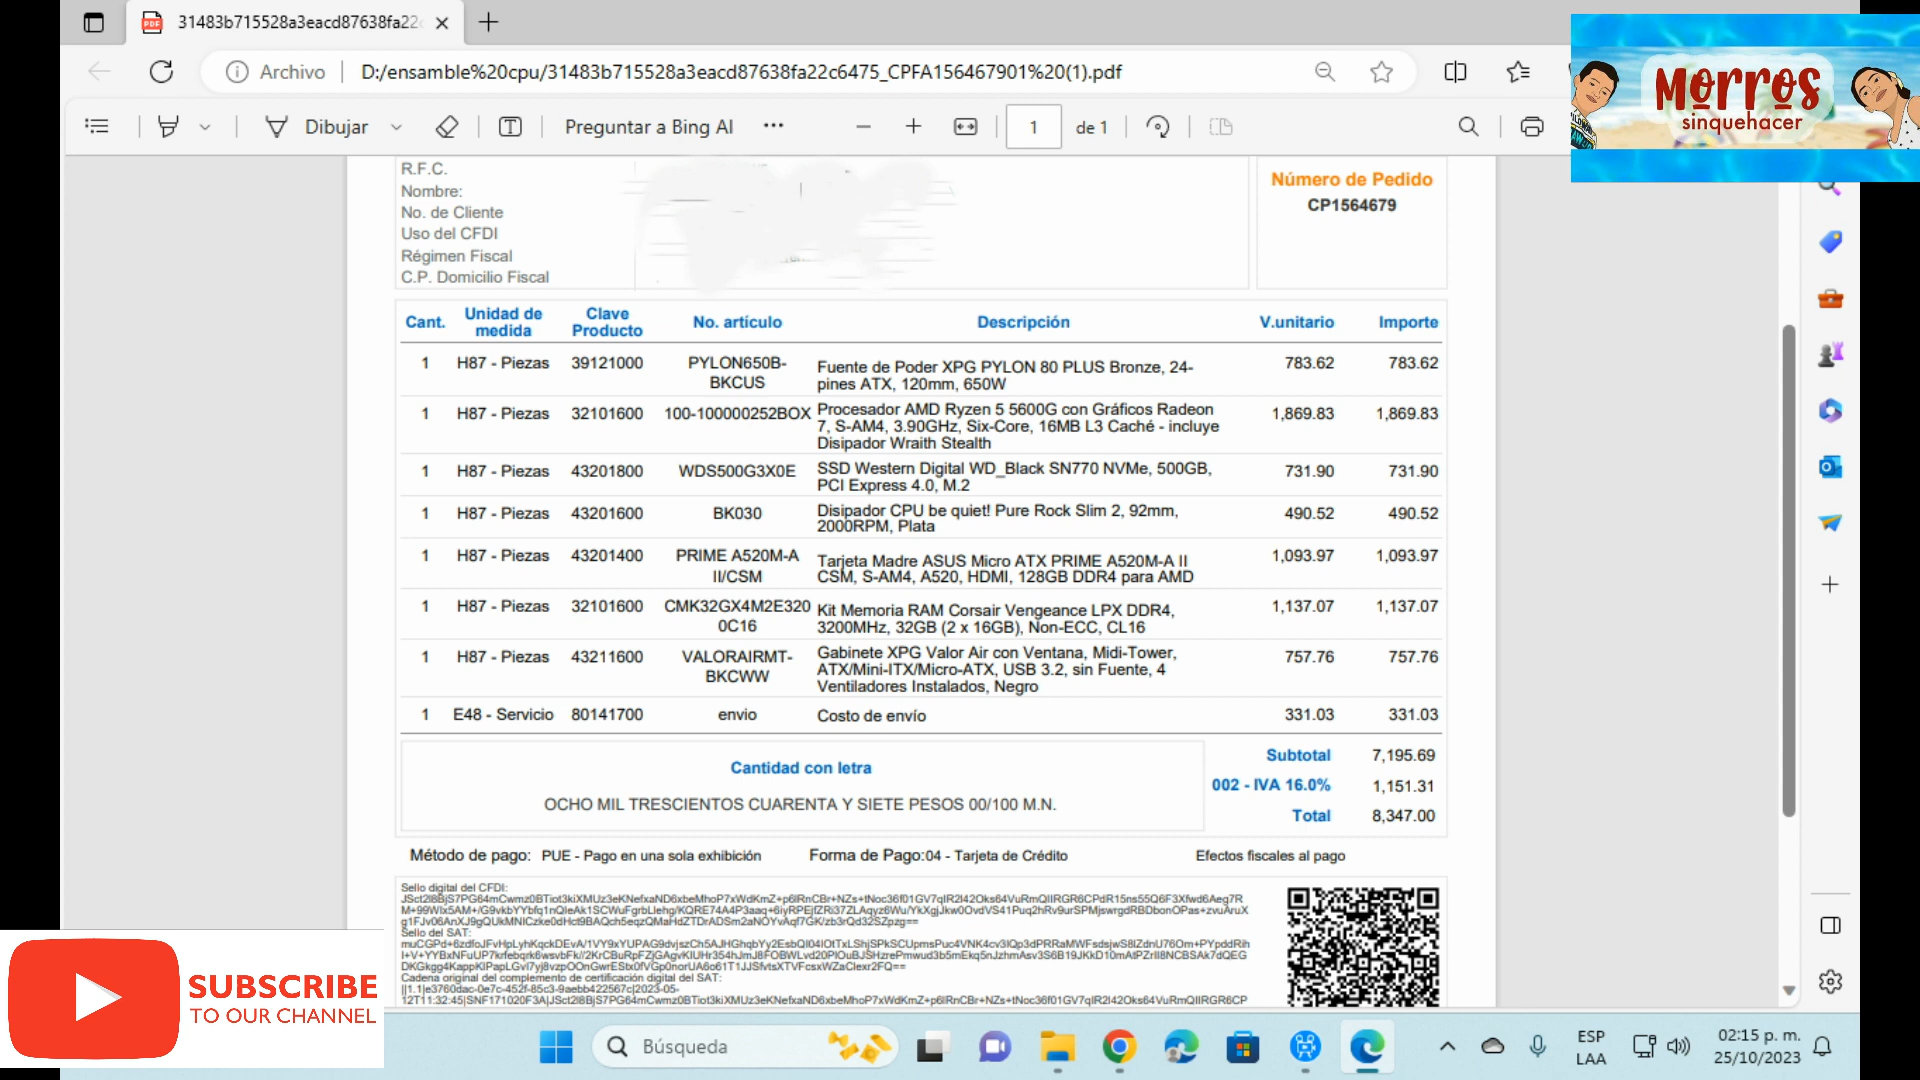 31483b715528a3eacd87638fa22
Archivo
D:/ensamble%20cpu/31483b715528a3eacd87638fa22c6475_CPFA156467901%20(1).pdf
Morros
sinquehacer
Dibujar
Preguntar a Bing AI
1
de 1
R.F.C.
Nombre:
No. de Cliente
Uso del CFDI
Régimen Fiscal
C.P. Domicilio Fiscal
Número de Pedido
CP1564679
Cant. Unidad de medida Clave Producto No. artículo Descripción V.unitario Importe
1 H87 - Piezas 39121000 PYLON650B- Fuente de Poder XPG PYLON 80 PLUS Bronze, 24- 783.62 783.62
BKCUS pines ATX, 120mm, 650W
1 H87 - Piezas 32101600 100-100000252BOX Procesador AMD Ryzen 5 5600G con Gráficos Radeon 1,869.83 1,869.83
7, S-AM4, 3.90GHz, Six-Core, 16MB L3 Caché - incluye
Disipador Wraith Stealth
1 H87 - Piezas 43201800 WDS500G3X0E SSD Western Digital WD_Black SN770 NVMe, 500GB, 731.90 731.90
PCI Express 4.0, M.2
1 H87 - Piezas 43201600 BK030 Disipador CPU be quiet! Pure Rock Slim 2, 92mm, 490.52 490.52
2000RPM, Plata
1 H87 - Piezas 43201400 PRIME A520M-A Tarjeta Madre ASUS Micro ATX PRIME A520M-A II 1,093.97 1,093.97
II/CSM CSM, S-AM4, A520, HDMI, 128GB DDR4 para AMD
1 H87 - Piezas 32101600 CMK32GX4M2E320 Kit Memoria RAM Corsair Vengeance LPX DDR4, 1,137.07 1,137.07
0C16 3200MHz, 32GB (2 x 16GB), Non-ECC, CL16
1 H87 - Piezas 43211600 VALORAIRMT- Gabinete XPG Valor Air con Ventana, Midi-Tower, 757.76 757.76
BKCWW ATX/Mini-ITX/Micro-ATX, USB 3.2, sin Fuente, 4
Ventiladores Instalados, Negro
1 E48 - Servicio 80141700 envio Costo de envío 331.03 331.03
Subtotal 7,195.69
Cantidad con letra
002 - IVA 16.0% 1,151.31
OCHO MIL TRESCIENTOS CUARENTA Y SIETE PESOS 00/100 M.N.
Total 8,347.00
Método de pago: PUE - Pago en una sola exhibición Forma de Pago:04 - Tarjeta de Crédito Efectos fiscales al pago
Sello digital del CFDI:
Sello del SAT:
Cadena original del complemento de certificación digital del SAT:
SUBSCRIBE
TO OUR CHANNEL
Búsqueda
ESP
LAA
02:15 p. m.
25/10/2023